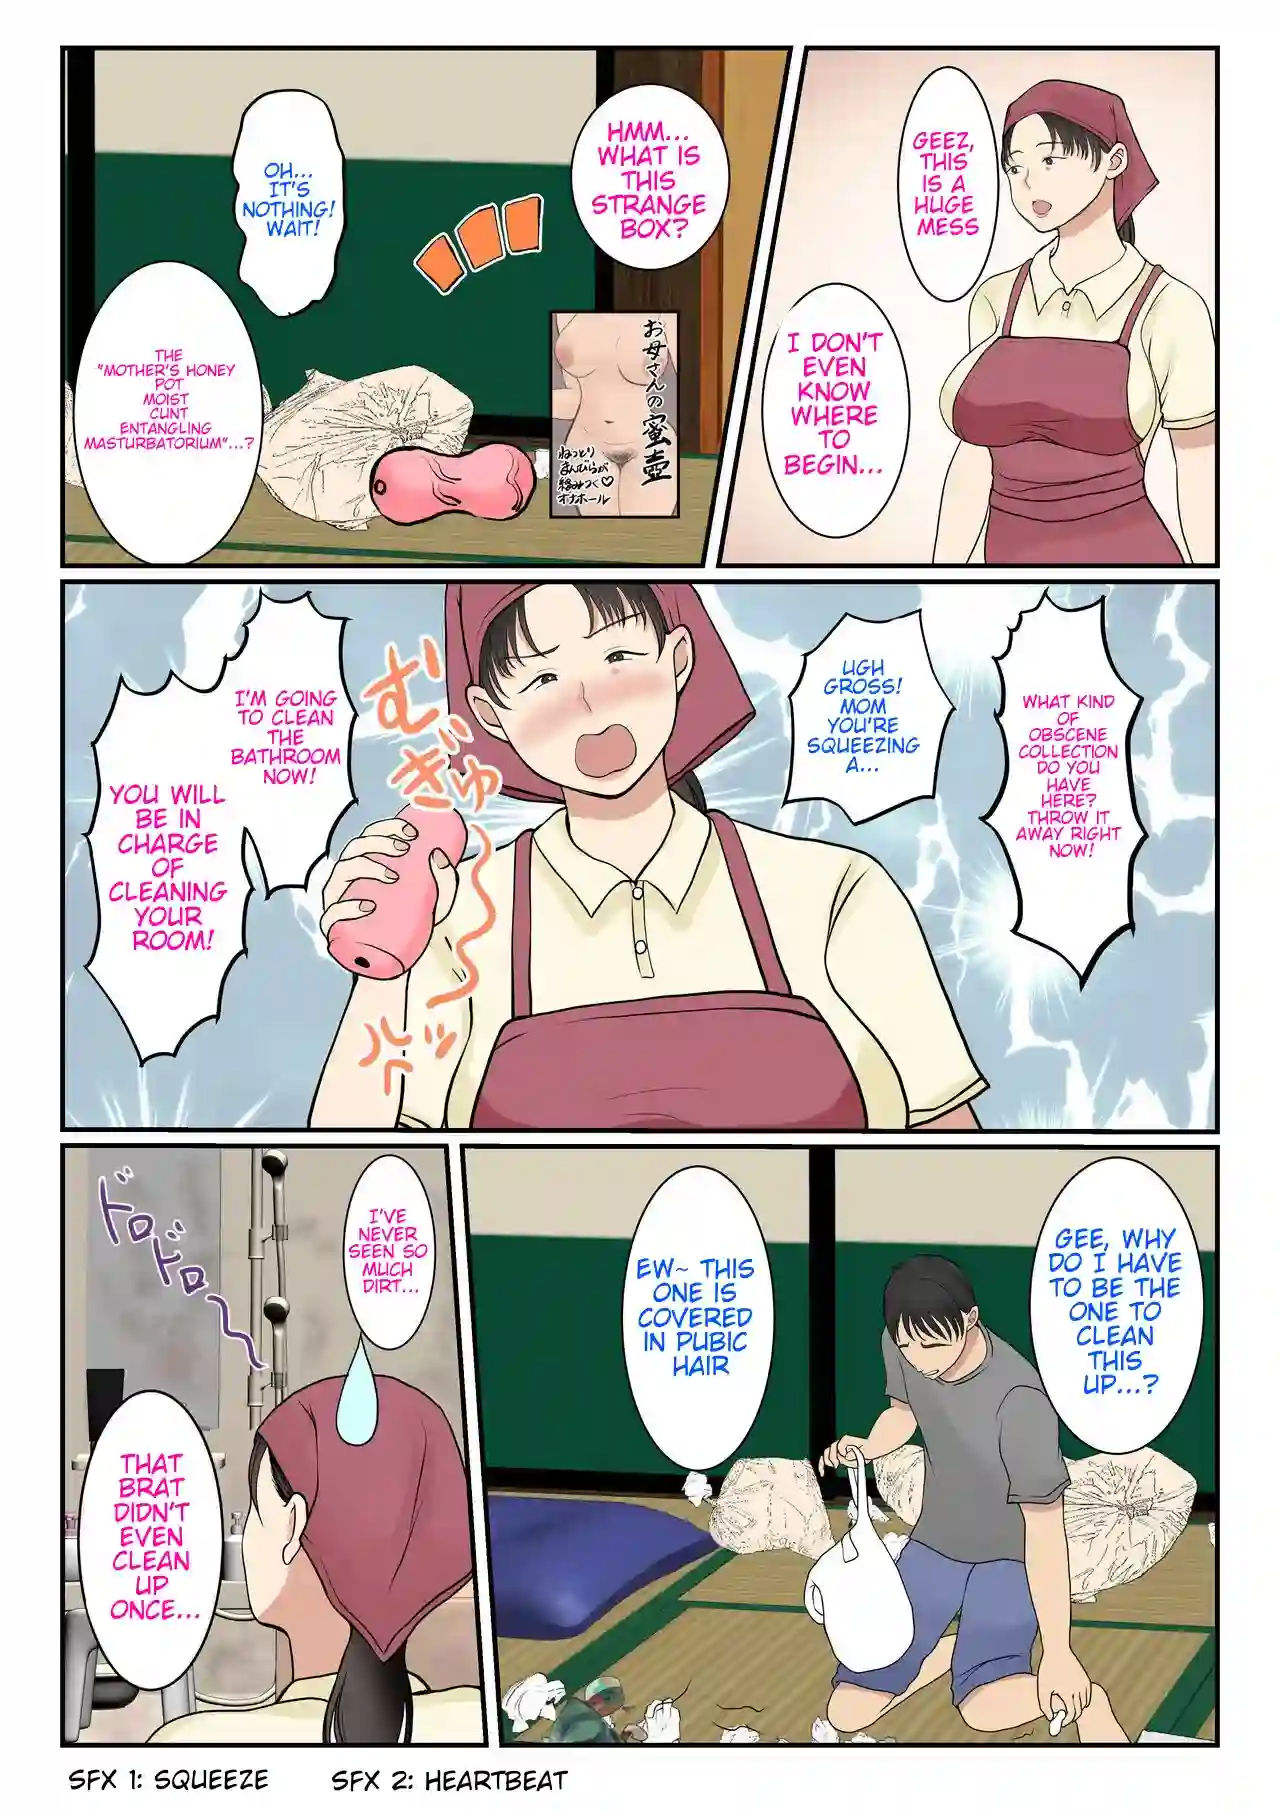 GEEZ,
THIS
IS A
HUGE
MESS
I DON'T
EVEN
KNOW
WHERE
TO
BEGIN...
HMM...
WHAT IS
THIS
STRANGE
BOX?
OH...
IT'S
NOTHING!
WAIT!
お母さんの
蜜壺
ねっとり
まんびらが
絡みつく♡
オナホール
THE
"MOTHER'S HONEY
POT
MOIST
CUNT
ENTANGLING
MASTURBATORIUM"...?
WHAT KIND
OF
OBSCENE
COLLECTION
DO YOU
HAVE
HERE?
THROW IT
AWAY RIGHT
NOW!
UGH
GROSS!
MOM
YOU'RE
SQUEEZING
A...
むぎゅ
I'M GOING
TO CLEAN
THE
BATHROOM
NOW!
YOU WILL
BE IN
CHARGE
OF
CLEANING
YOUR
ROOM!
GEE, WHY
DO I HAVE
TO BE THE
ONE TO
CLEAN
THIS
UP...?
EW~ THIS
ONE IS
COVERED
IN PUBIC
HAIR
I'VE
NEVER
SEEN SO
MUCH
DIRT...
ドロドロ～
THAT
BRAT
DIDN'T
EVEN
CLEAN
UP
ONCE...
SFX 1: SQUEEZE
SFX 2: HEARTBEAT